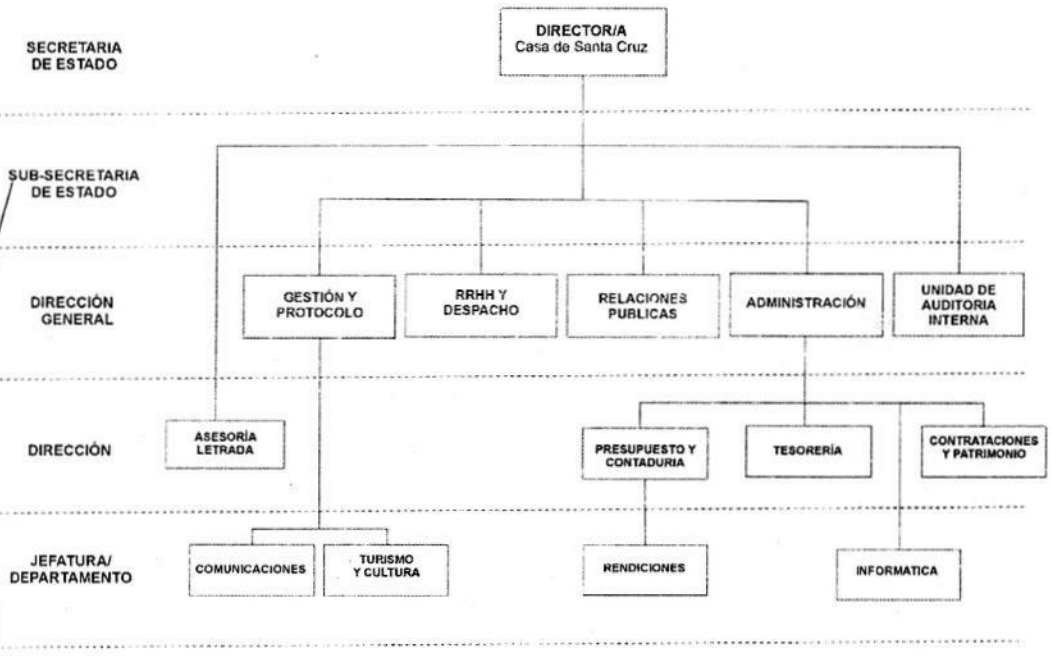 SECRETARIA
DE ESTADO
DIRECTOR/A
Casa de Santa Cruz
SUB-SECRETARIA
DE ESTADO
DIRECCIÓN
GENERAL
GESTIÓN Y
PROTOCOLO
RRHH Y
DESPACHO
RELACIONES
PUBLICAS
ADMINISTRACIÓN
UNIDAD DE
AUDITORIA
INTERNA
DIRECCIÓN
ASESORÍA
LETRADA
PRESUPUESTO Y
CONTADURIA
TESORERÍA
CONTRATACIONES
Y PATRIMONIO
JEFATURA/
DEPARTAMENTO
COMUNICACIONES
TURISMO
Y CULTURA
RENDICIONES
INFORMATICA